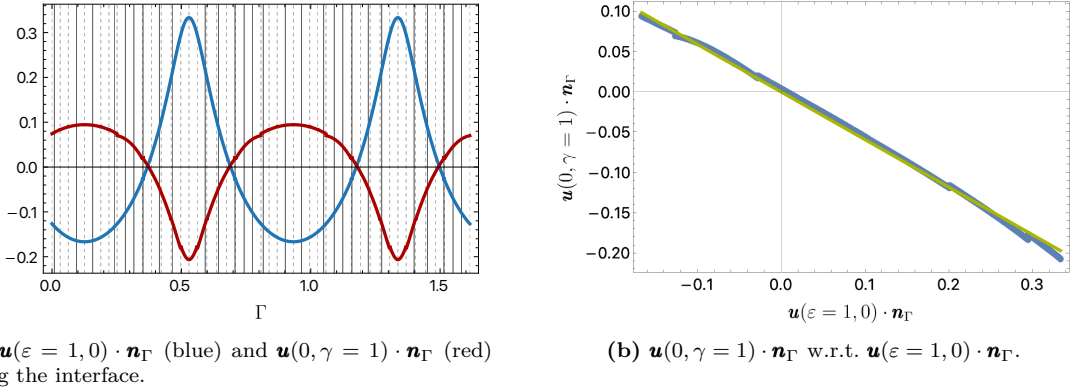 0.3
0.2
0.1
0.0
−0.1
−0.2
0.0 0.5 1.0 1.5
Γ
u(ε = 1, 0) · n_Γ (blue) and u(0, γ = 1) · n_Γ (red)
g the interface.
0.10
0.05
0.00
−0.05
−0.10
−0.15
−0.20
u(0, γ = 1) · n_Γ
−0.1 0.0 0.1 0.2 0.3
u(ε = 1, 0) · n_Γ
(b) u(0, γ = 1) · n_Γ w.r.t. u(ε = 1, 0) · n_Γ.